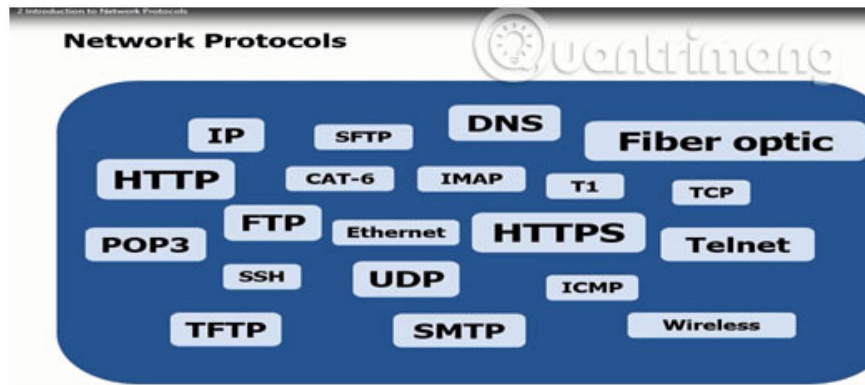 2 Introduction to Network Protocols
Network Protocols
Quantrimang
IP
SFTP
DNS
Fiber optic
HTTP
CAT-6
IMAP
T1
TCP
POP3
FTP
Ethernet
HTTPS
Telnet
SSH
UDP
ICMP
TFTP
SMTP
Wireless